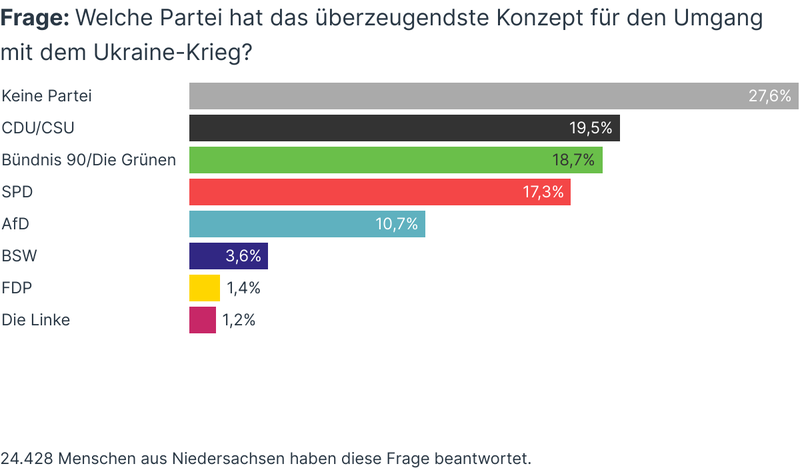 Frage: Welche Partei hat das überzeugendste Konzept für den Umgang
mit dem Ukraine-Krieg?
Keine Partei 27,6%
CDU/CSU 19,5%
Bündnis 90/Die Grünen 18,7%
SPD 17,3%
AfD 10,7%
BSW 3,6%
FDP 1,4%
Die Linke 1,2%
24.428 Menschen aus Niedersachsen haben diese Frage beantwortet.